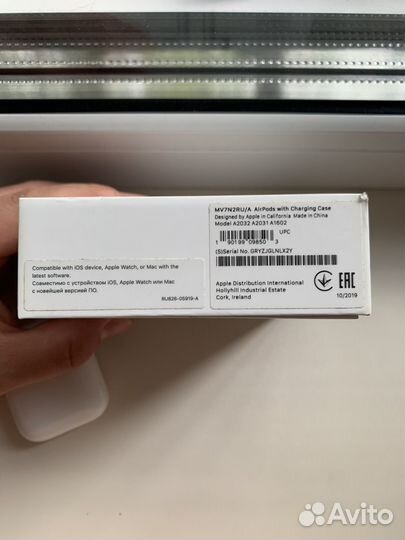 MV7N2RU/A AirPods with Charging Case
Designed by Apple in California Made in China
Model A2032 A2031 A1602
UPC
1 90199 09850 3
(S)Serial No. GRYZJGLNLX2Y
Compatible with iOS device, Apple Watch, or Mac with the
latest software.
Совместимо с устройством iOS, Apple Watch или Mac
с новейшей версией ПО.
RU826-05919-A
Apple Distribution International
Hollyhill Industrial Estate
Cork, Ireland
EAC
10/2019
Avito